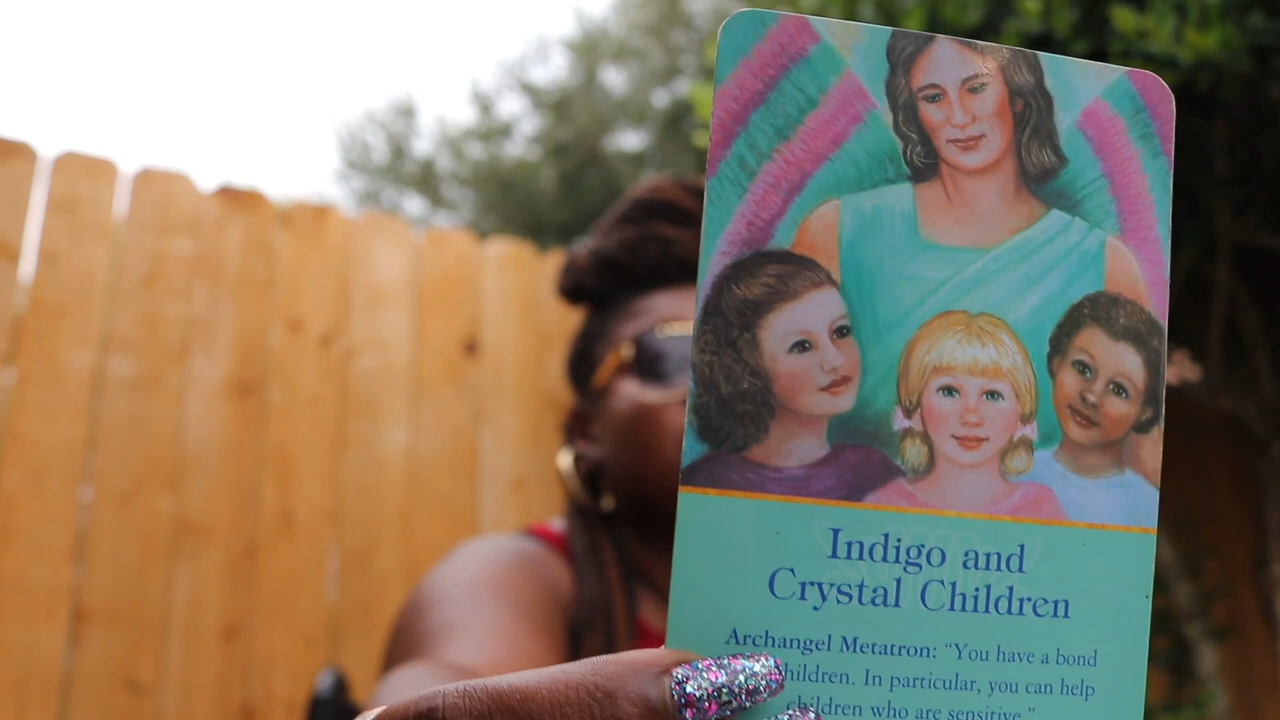 Indigo and
Crystal Children
Archangel Metatron: "You have a bond
children. In particular, you can help
children who are sensitive."